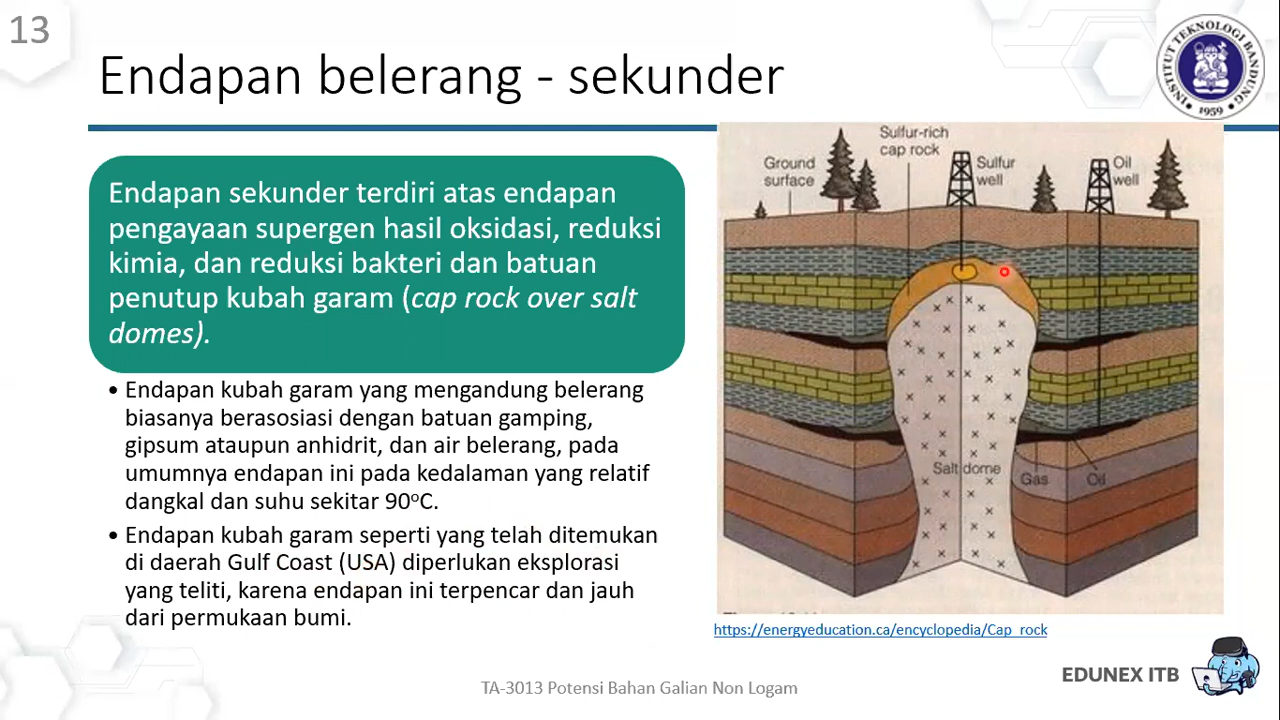 13
Endapan belerang - sekunder
INSTITUT TEKNOLOGI BANDUNG
1959
Endapan sekunder terdiri atas endapan
pengayaan supergen hasil oksidasi, reduksi
kimia, dan reduksi bakteri dan batuan
penutup kubah garam (cap rock over salt
domes).
• Endapan kubah garam yang mengandung belerang
biasanya berasosiasi dengan batuan gamping,
gipsum ataupun anhidrit, dan air belerang, pada
umumnya endapan ini pada kedalaman yang relatif
dangkal dan suhu sekitar 90°C.
• Endapan kubah garam seperti yang telah ditemukan
di daerah Gulf Coast (USA) diperlukan eksplorasi
yang teliti, karena endapan ini terpencar dan jauh
dari permukaan bumi.
Ground
surface
Sulfur-rich
cap rock
Sulfur
well
Oil
well
Salt dome
Gas
Oil
https://energyeducation.ca/encyclopedia/Cap_rock
TA-3013 Potensi Bahan Galian Non Logam
EDUNEX ITB